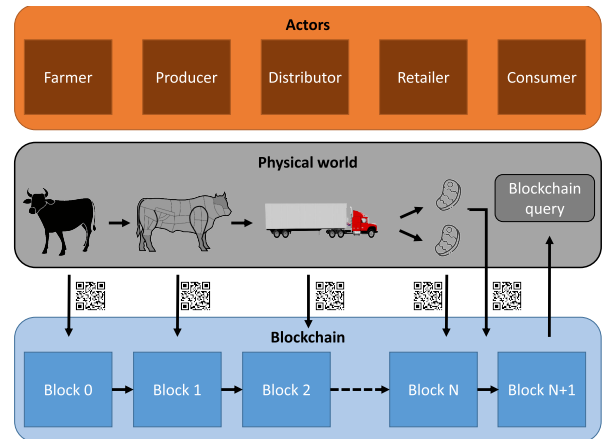 Actors
Farmer
Producer
Distributor
Retailer
Consumer
Physical world
Blockchain
query
Blockchain
Block 0
Block 1
Block 2
Block N
Block N+1